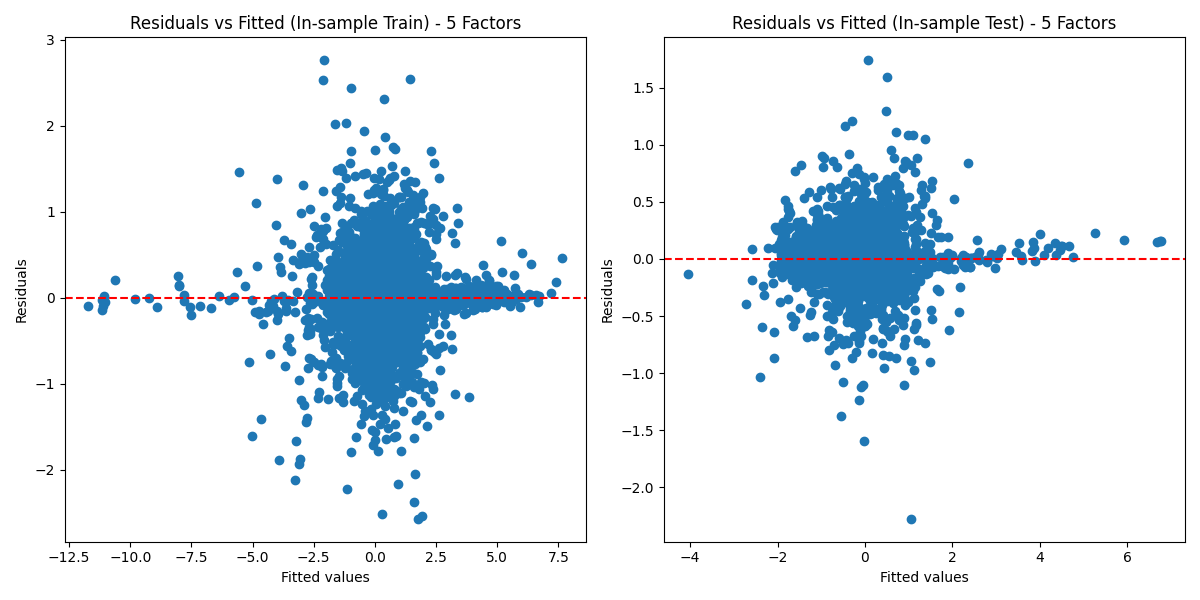 Residuals vs Fitted (In-sample Train) - 5 Factors
3
2
1
0
−1
−2
Residuals
−12.5 −10.0 −7.5 −5.0 −2.5 0.0 2.5 5.0 7.5
Fitted values
Residuals vs Fitted (In-sample Test) - 5 Factors
1.5
1.0
0.5
0.0
−0.5
−1.0
−1.5
−2.0
Residuals
−4 −2 0 2 4 6
Fitted values